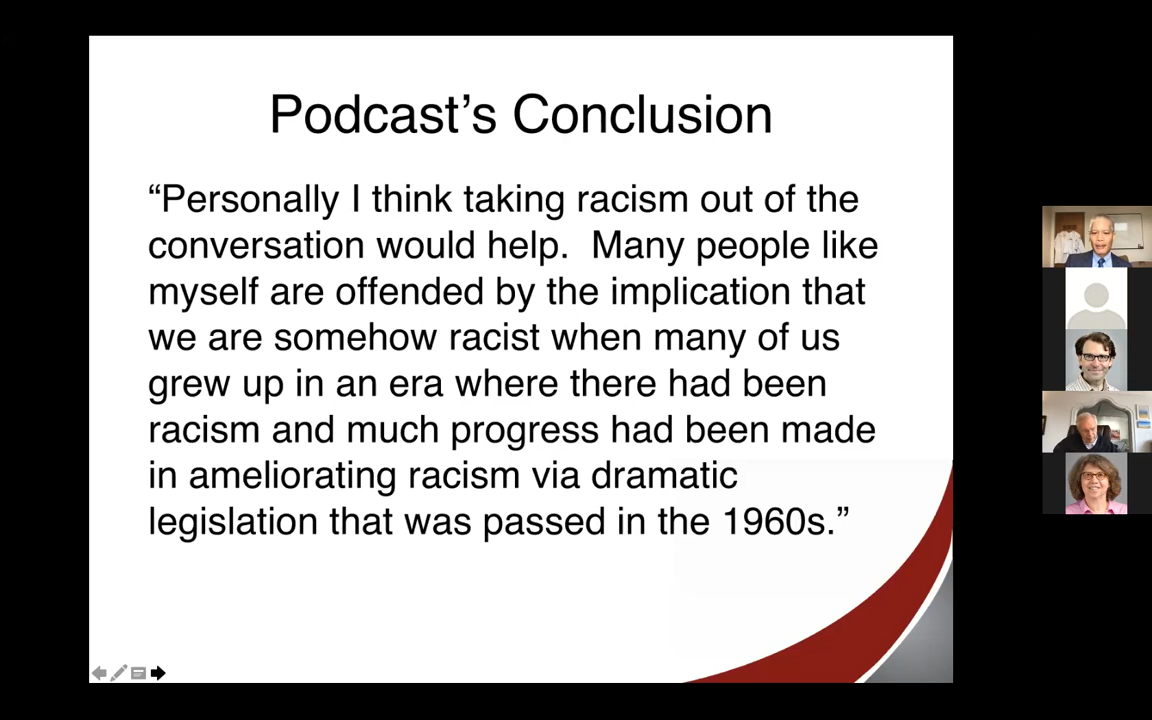 Podcast’s Conclusion
“Personally I think taking racism out of the
conversation would help.  Many people like
myself are offended by the implication that
we are somehow racist when many of us
grew up in an era where there had been
racism and much progress had been made
in ameliorating racism via dramatic
legislation that was passed in the 1960s.”